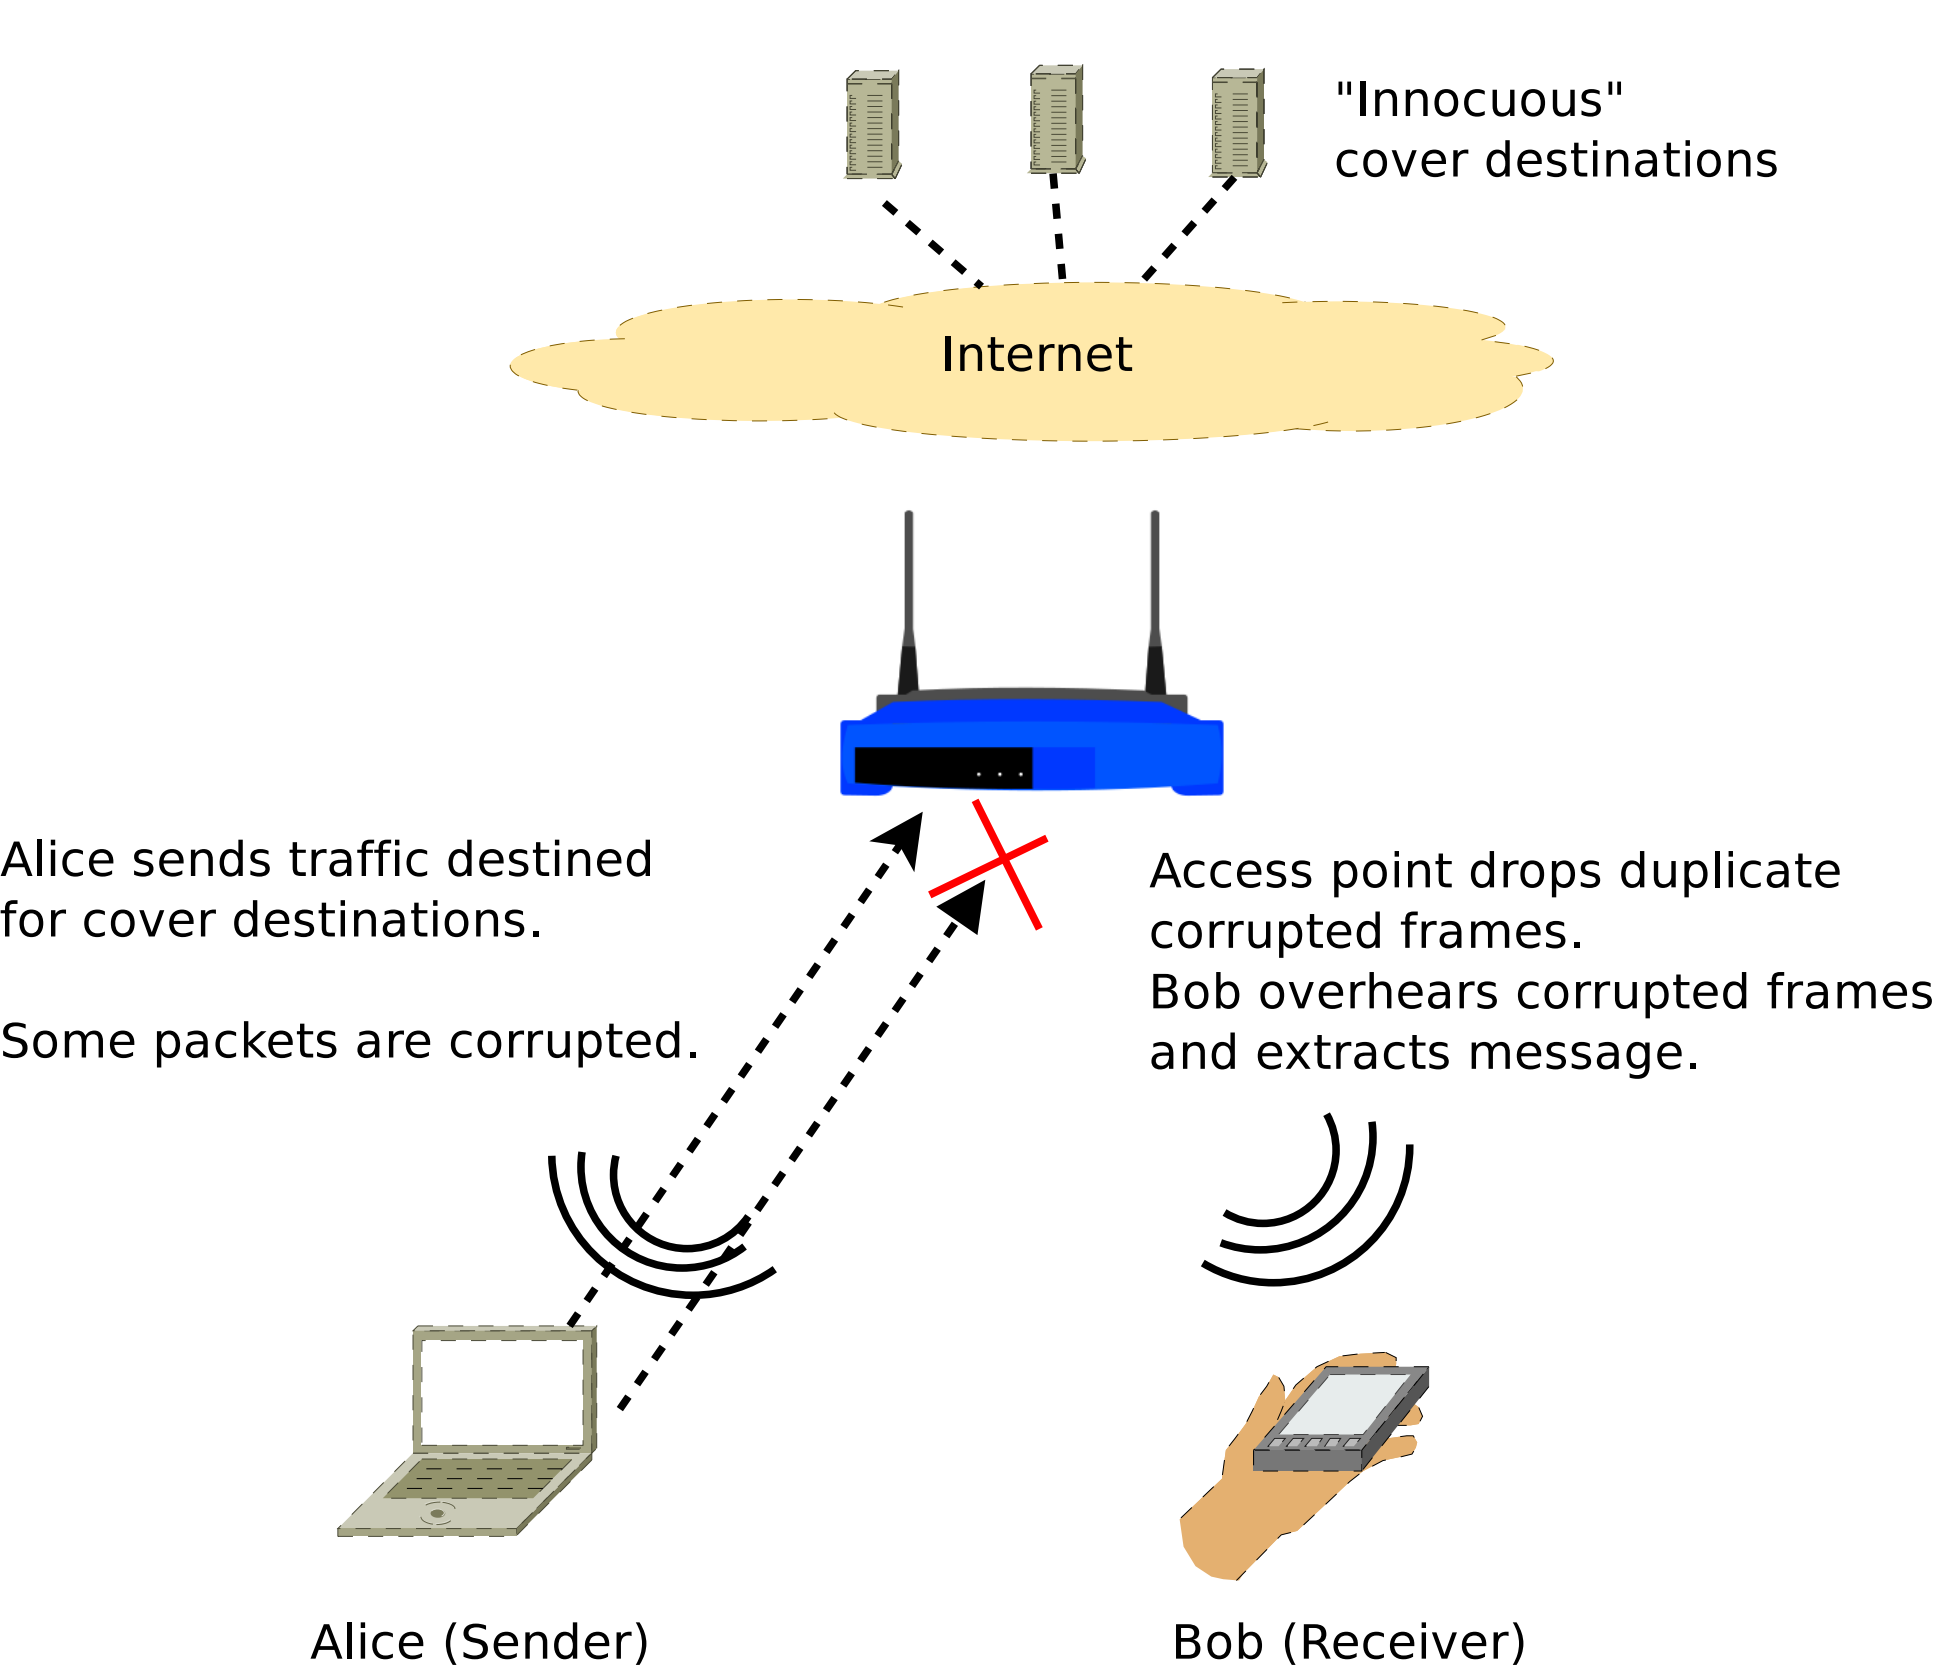 "Innocuous"
cover destinations
Internet
Alice sends traffic destined
for cover destinations.
Some packets are corrupted.
Access point drops duplicate
corrupted frames.
Bob overhears corrupted frames
and extracts message.
Alice (Sender)
Bob (Receiver)